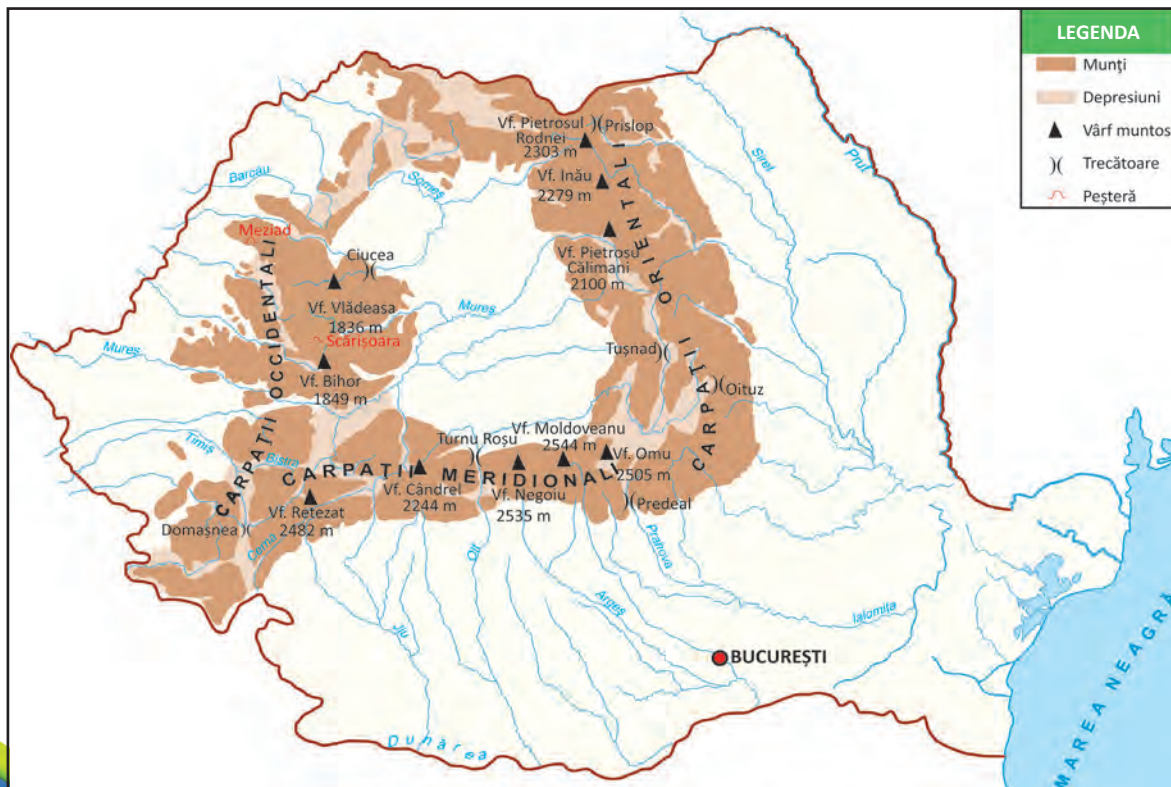 LEGENDA
Munți
Depresiuni
Vârf muntos
Trecătoare
Peșteră
Vf. Pietrosul
Rodnei
2303 m
Prislop
Vf. Inău
2279 m
Vf. Pietrosu
Călimani
2100 m
Siret
Prut
Barcău
Someș
Meziad
Ciucea
Vf. Vlădeasa
1836 m
Scărișoara
Mureș
Mureș
Vf. Bihor
1849 m
CARPAȚII OCCIDENTALI
CARPAȚII ORIENTALI
CARPAȚII MERIDIONALI
Tușnad
Oituz
Timiș
Bistra
Turnu Roșu
Vf. Moldoveanu
2544 m
Vf. Omu
2505 m
Vf. Cândrel
2244 m
Vf. Negoiu
2535 m
Predeal
Vf. Retezat
2482 m
Domașnea
Cerna
Olt
Jiu
Prahova
Argeș
Ialomița
BUCUREȘTI
Dunărea
MAREA NEAGRĂ